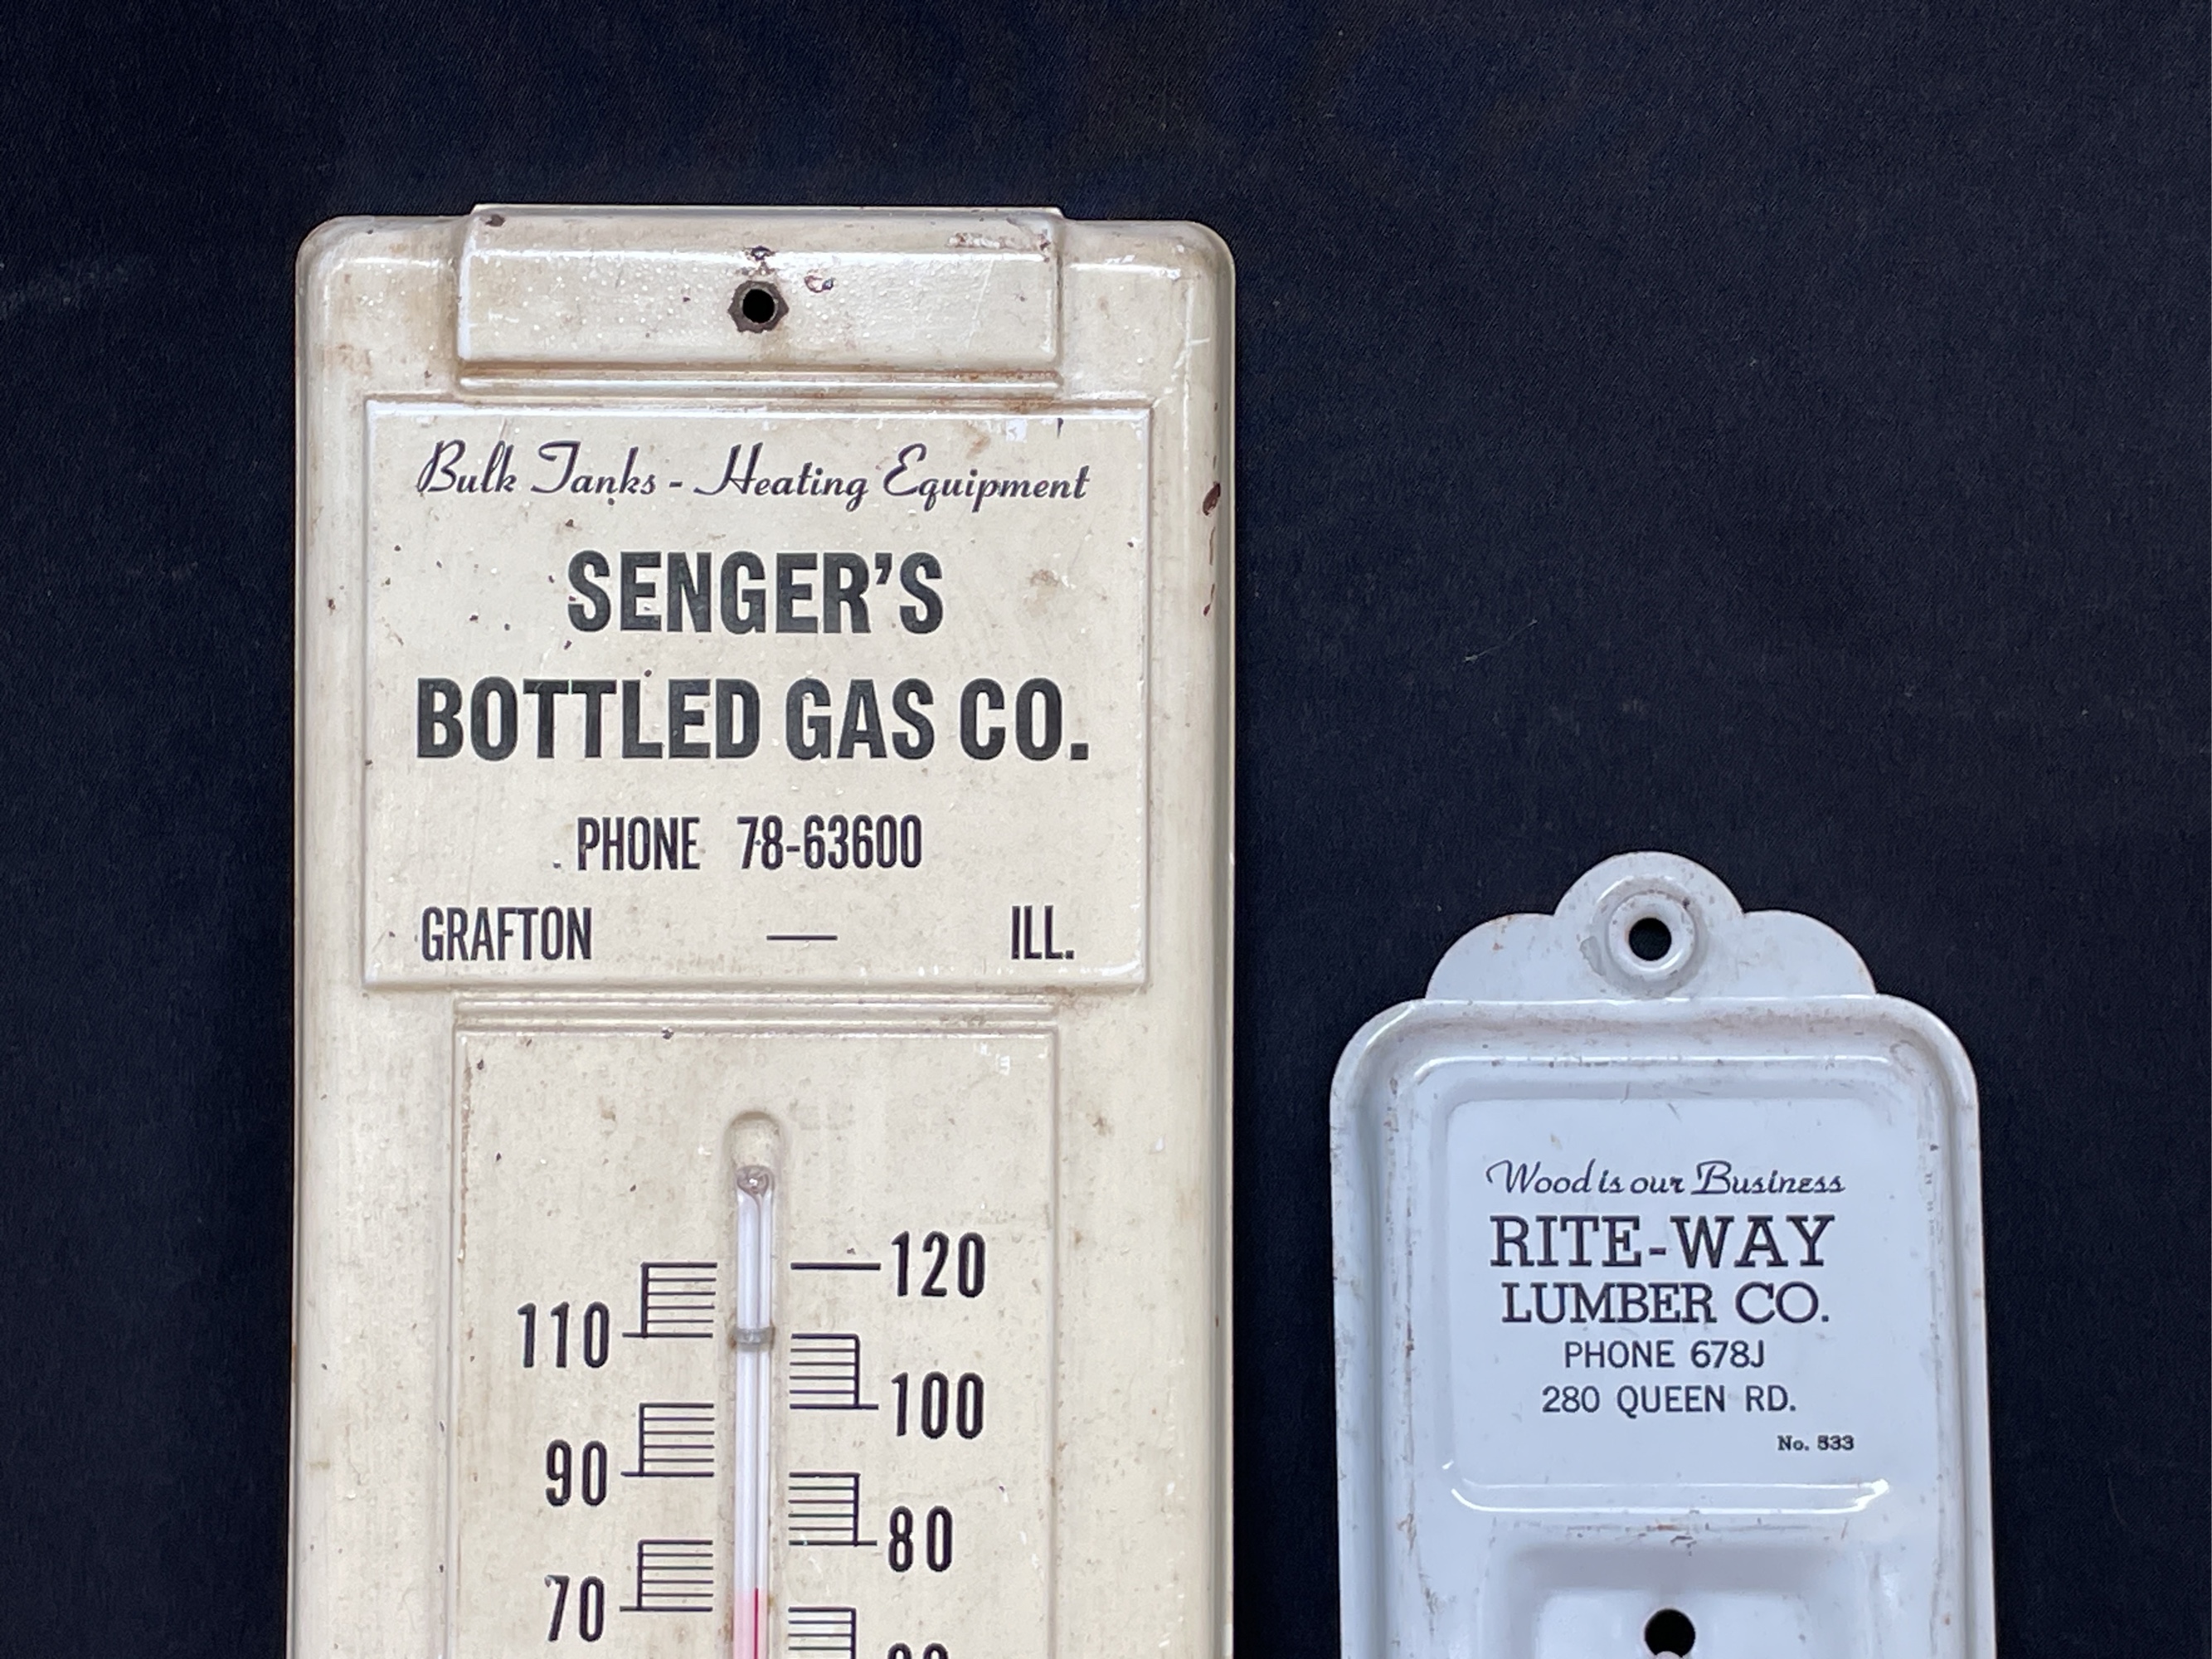 Bulk Tanks - Heating Equipment
SENGER'S
BOTTLED GAS CO.
PHONE 78-63600
GRAFTON — ILL.
120
110
100
90
80
70
Wood is our Business
RITE-WAY
LUMBER CO.
PHONE 678J
280 QUEEN RD.
No. 533